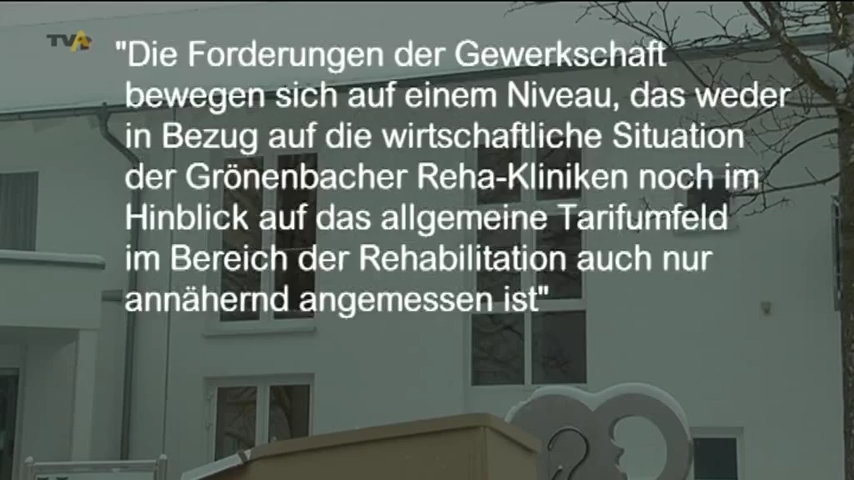 TVA
"Die Forderungen der Gewerkschaft
bewegen sich auf einem Niveau, das weder
in Bezug auf die wirtschaftliche Situation
der Grönenbacher Reha-Kliniken noch im
Hinblick auf das allgemeine Tarifumfeld
im Bereich der Rehabilitation auch nur
annähernd angemessen ist"